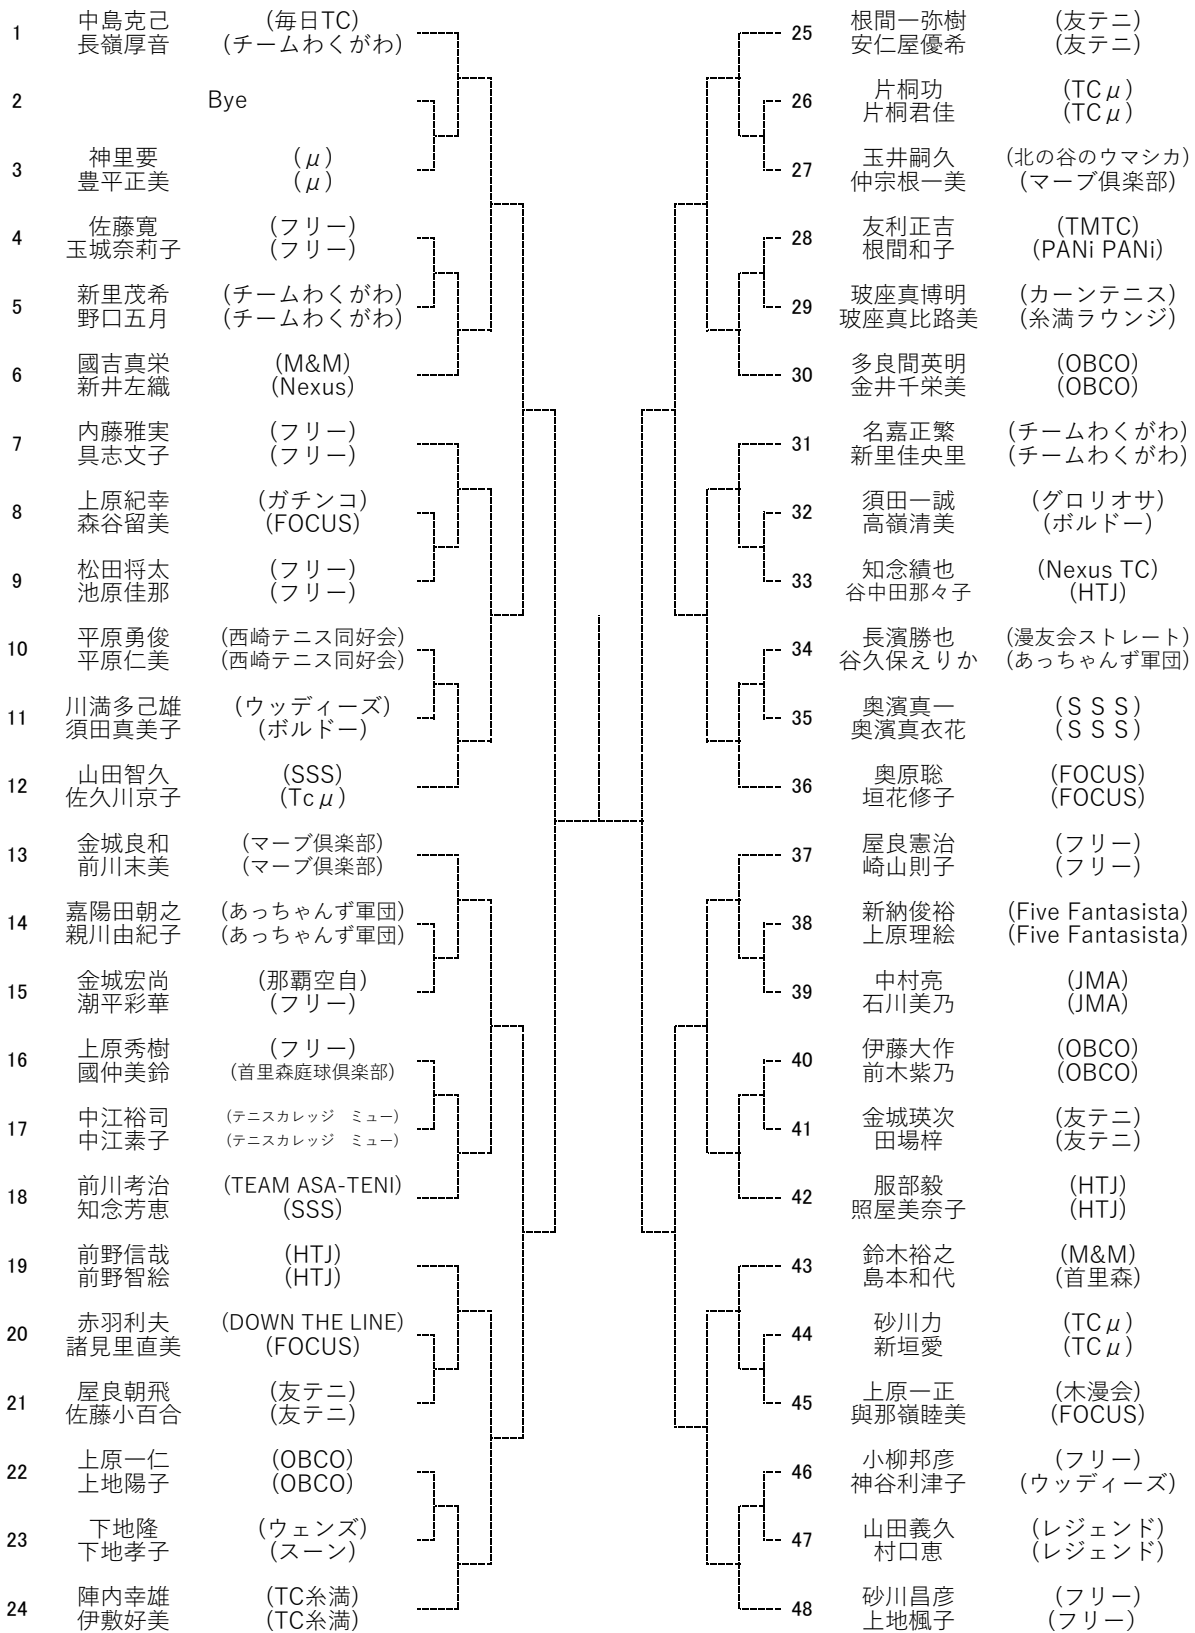 1 中島克己 (毎日TC)
長嶺厚音 (チームわくがわ)
2 Bye
3 神里要 (μ)
豊平正美 (μ)
4 佐藤寛 (フリー)
玉城奈莉子 (フリー)
5 新里茂希 (チームわくがわ)
野口五月 (チームわくがわ)
6 國吉真栄 (M&M)
新井左織 (Nexus)
7 内藤雅実 (フリー)
具志文子 (フリー)
8 上原紀幸 (ガチンコ)
森谷留美 (FOCUS)
9 松田将太 (フリー)
池原佳那 (フリー)
10 平原勇俊 (西崎テニス同好会)
平原仁美 (西崎テニス同好会)
11 川満多己雄 (ウッディーズ)
須田真美子 (ボルドー)
12 山田智久 (SSS)
佐久川京子 (Tcμ)
13 金城良和 (マーブ倶楽部)
前川末美 (マーブ倶楽部)
14 嘉陽田朝之 (あっちゃんず軍団)
親川由紀子 (あっちゃんず軍団)
15 金城宏尚 (那覇空自)
潮平彩華 (フリー)
16 上原秀樹 (フリー)
國仲美鈴 (首里森庭球倶楽部)
17 中江裕司 (テニスカレッジ　ミュー)
中江素子 (テニスカレッジ　ミュー)
18 前川考治 (TEAM ASA-TENI)
知念芳恵 (SSS)
19 前野信哉 (HTJ)
前野智絵 (HTJ)
20 赤羽利夫 (DOWN THE LINE)
諸見里直美 (FOCUS)
21 屋良朝飛 (友テニ)
佐藤小百合 (友テニ)
22 上原一仁 (OBCO)
上地陽子 (OBCO)
23 下地隆 (ウェンズ)
下地孝子 (スーン)
24 陣内幸雄 (TC糸満)
伊敷好美 (TC糸満)
25 根間一弥樹 (友テニ)
安仁屋優希 (友テニ)
26 片桐功 (TCμ)
片桐君佳 (TCμ)
27 玉井嗣久 (北の谷のウマシカ)
仲宗根一美 (マーブ倶楽部)
28 友利正吉 (TMTC)
根間和子 (PANi PANi)
29 玻座真博明 (カーンテニス)
玻座真比路美 (糸満ラウンジ)
30 多良間英明 (OBCO)
金井千栄美 (OBCO)
31 名嘉正繁 (チームわくがわ)
新里佳央里 (チームわくがわ)
32 須田一誠 (グロリオサ)
高嶺清美 (ボルドー)
33 知念績也 (Nexus TC)
谷中田那々子 (HTJ)
34 長濱勝也 (漫友会ストレート)
谷久保えりか (あっちゃんず軍団)
35 奥濱真一 (ＳＳＳ)
奥濱真衣花 (ＳＳＳ)
36 奥原聡 (FOCUS)
垣花修子 (FOCUS)
37 屋良憲治 (フリー)
崎山則子 (フリー)
38 新納俊裕 (Five Fantasista)
上原理絵 (Five Fantasista)
39 中村亮 (JMA)
石川美乃 (JMA)
40 伊藤大作 (OBCO)
前木紫乃 (OBCO)
41 金城瑛次 (友テニ)
田場梓 (友テニ)
42 服部毅 (HTJ)
照屋美奈子 (HTJ)
43 鈴木裕之 (M&M)
島本和代 (首里森)
44 砂川力 (TCμ)
新垣愛 (TCμ)
45 上原一正 (木漫会)
與那嶺睦美 (FOCUS)
46 小柳邦彦 (フリー)
神谷利津子 (ウッディーズ)
47 山田義久 (レジェンド)
村口恵 (レジェンド)
48 砂川昌彦 (フリー)
上地楓子 (フリー)